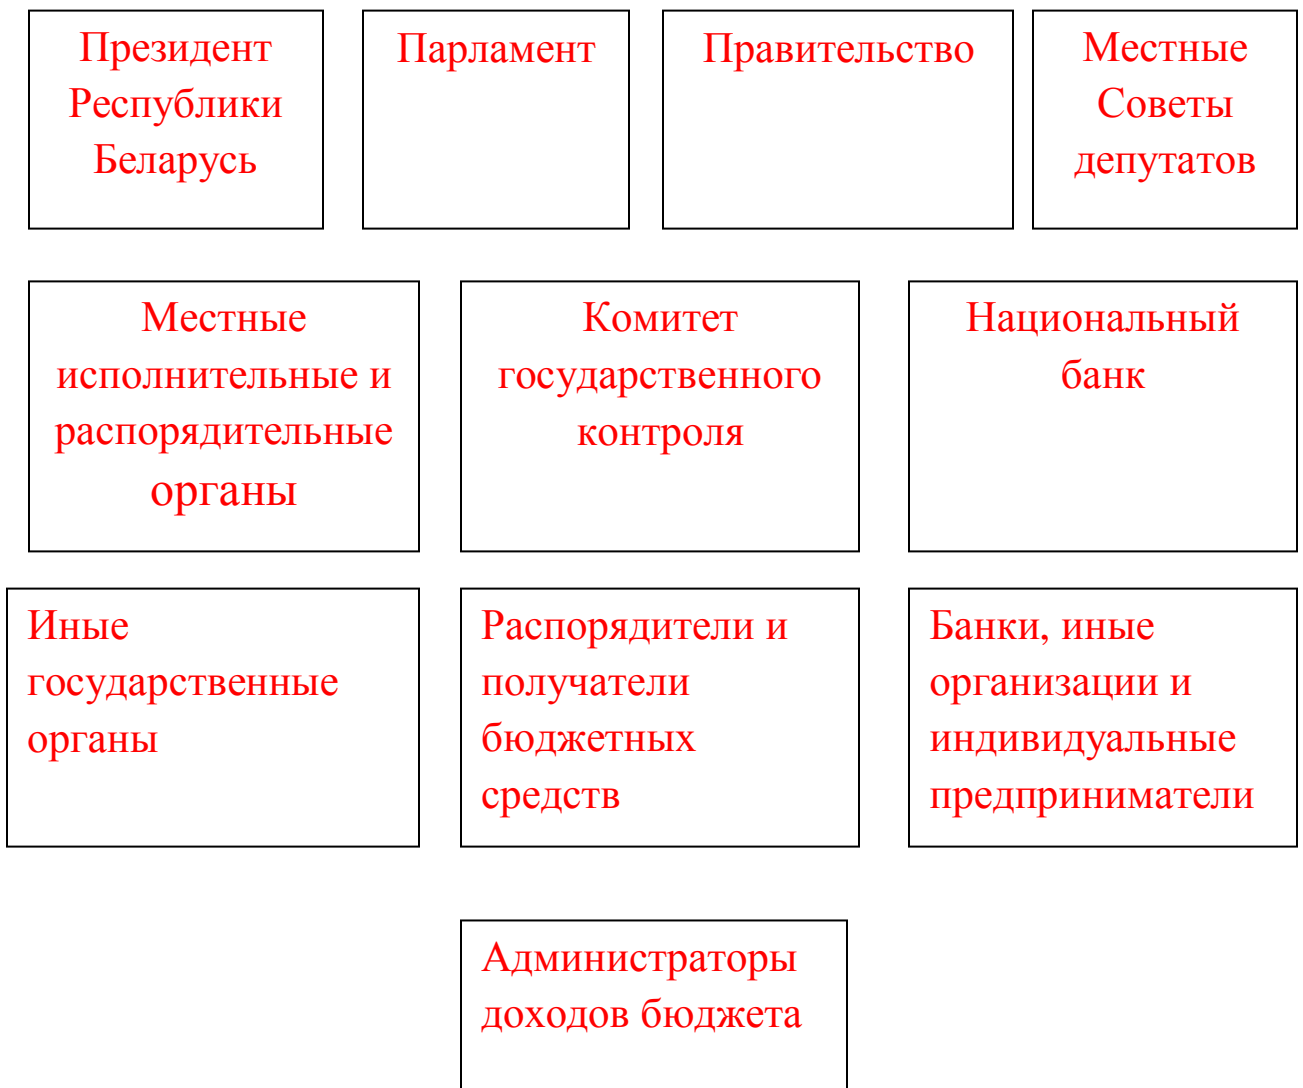 Президент
Республики
Беларусь
Парламент
Правительство
Местные
Советы
депутатов
Местные
исполнительные и
распорядительные
органы
Комитет
государственного
контроля
Национальный
банк
Иные
государственные
органы
Распорядители и
получатели
бюджетных
средств
Банки, иные
организации и
индивидуальные
предприниматели
Администраторы
доходов бюджета